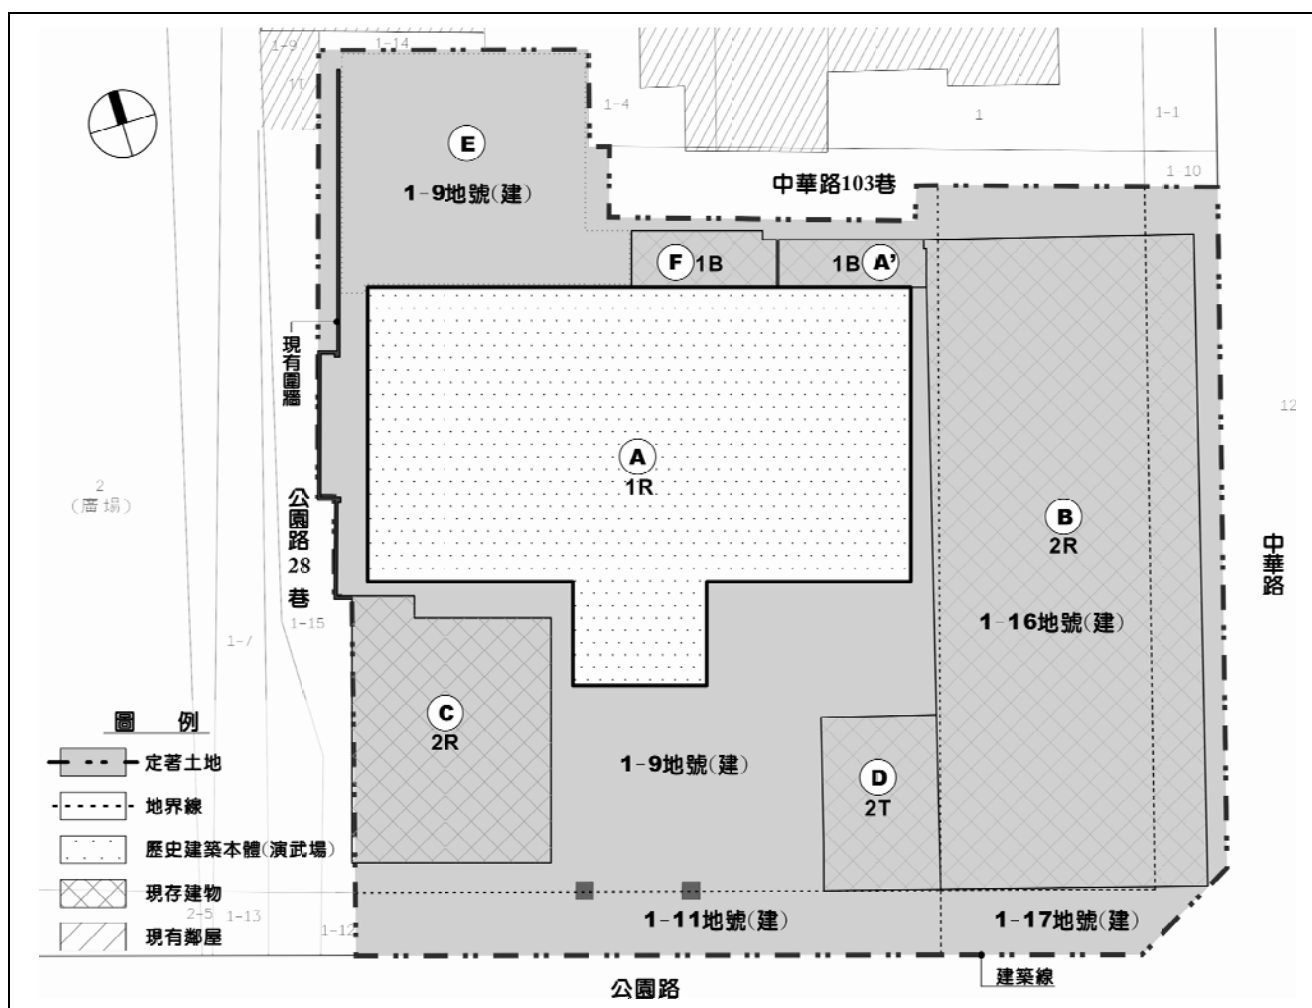 1-9
1-14
11
1-4
1
1-1
E
1-9地號(建)
中華路103巷
1-10
F 1B
1B A'
現有圍牆
12
A
1R
2
(廣場)
公園路28巷
B
2R
中華路
1-15
1-7
1-16地號(建)
C
2R
圖 例
定著土地
地界線
歷史建築本體(演武場)
現存建物
現有鄰屋
1-9地號(建)
D
2T
2-5
1-13
1-12
1-11地號(建)
1-17地號(建)
建築線
公園路